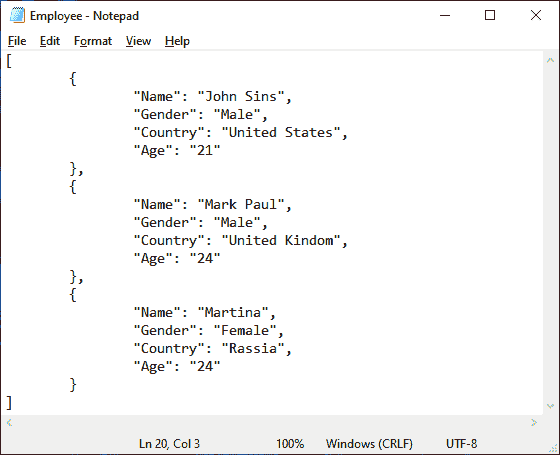 Employee - Notepad
File Edit Format View Help
[
	{
		"Name": "John Sins",
		"Gender": "Male",
		"Country": "United States",
		"Age": "21"
	},
	{
		"Name": "Mark Paul",
		"Gender": "Male",
		"Country": "United Kindom",
		"Age": "24"
	},
	{
		"Name": "Martina",
		"Gender": "Female",
		"Country": "Rassia",
		"Age": "24"
	}
]
Ln 20, Col 3 100% Windows (CRLF) UTF-8